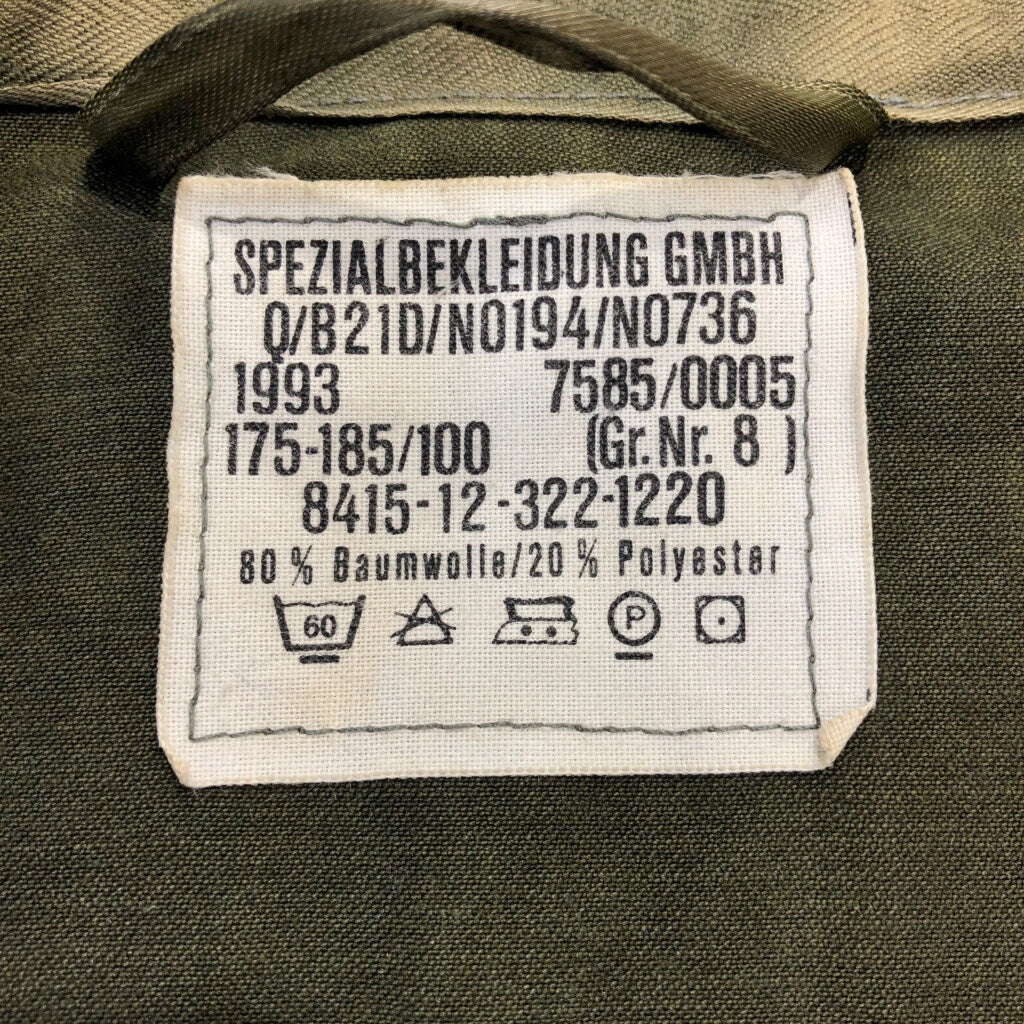 SPEZIALBEKLEIDUNG GMBH
Q/B21D/N0194/N0736
1993 7585/0005
175-185/100 (Gr.Nr. 8 )
8415-12-322-1220
80 % Baumwolle/20 % Polyester
60 P